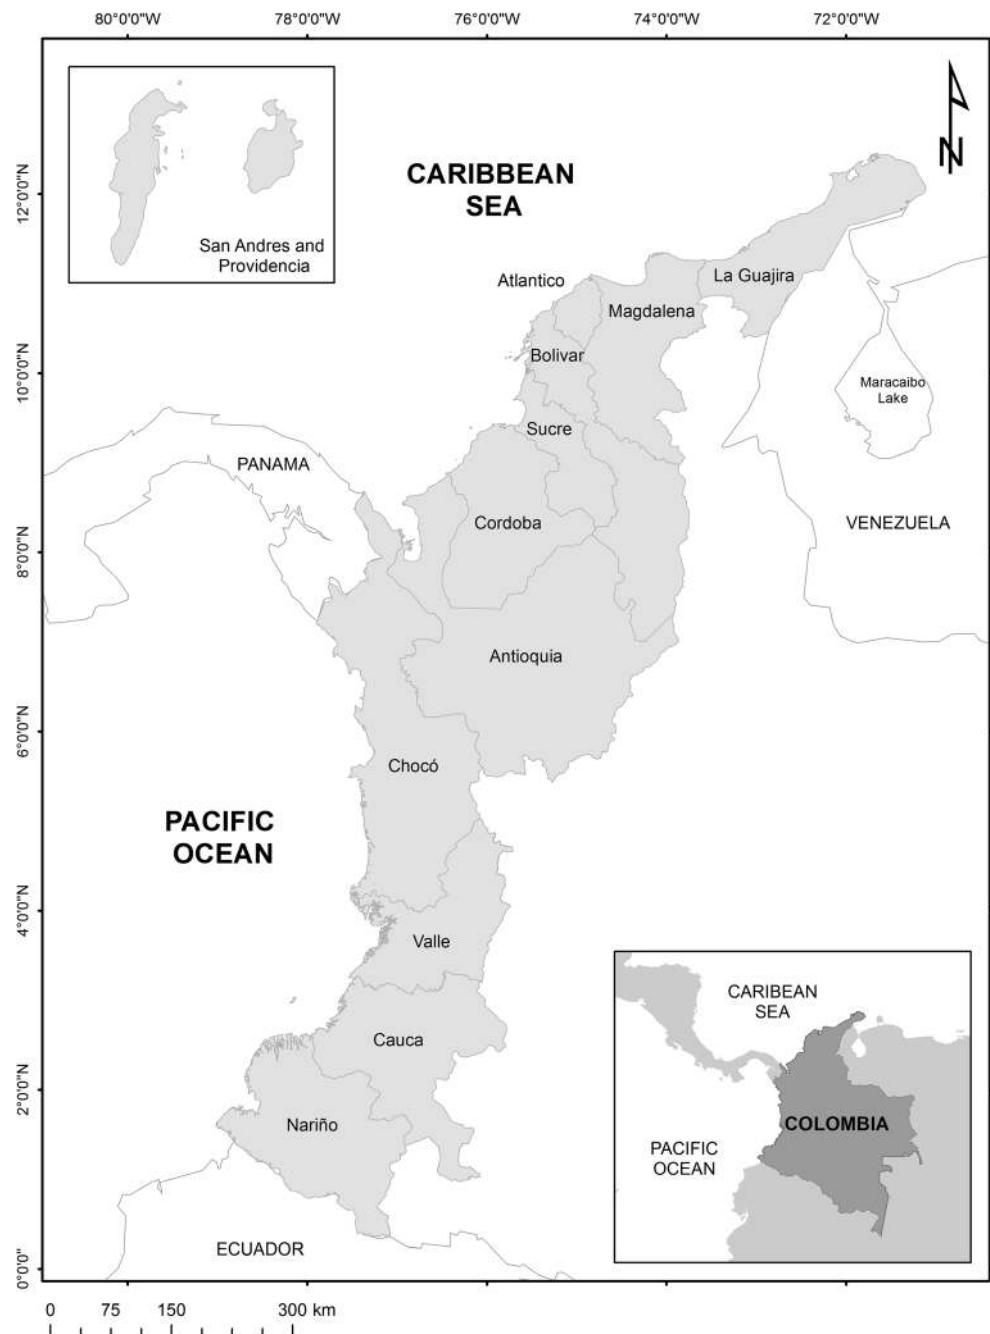 80°0'0"W 78°0'0"W 76°0'0"W 74°0'0"W 72°0'0"W
San Andres and
Providencia
CARIBBEAN
SEA
N
12°0'0"N
Atlantico
La Guajira
Magdalena
Bolivar
10°0'0"N
Maracaibo
Lake
Sucre
PANAMA
Cordoba
VENEZUELA
8°0'0"N
Antioquia
6°0'0"N
Chocó
PACIFIC
OCEAN
4°0'0"N
Valle
Cauca
2°0'0"N
Nariño
ECUADOR
0°0'0"
CARIBEAN
SEA
COLOMBIA
PACIFIC
OCEAN
0 75 150 300 km